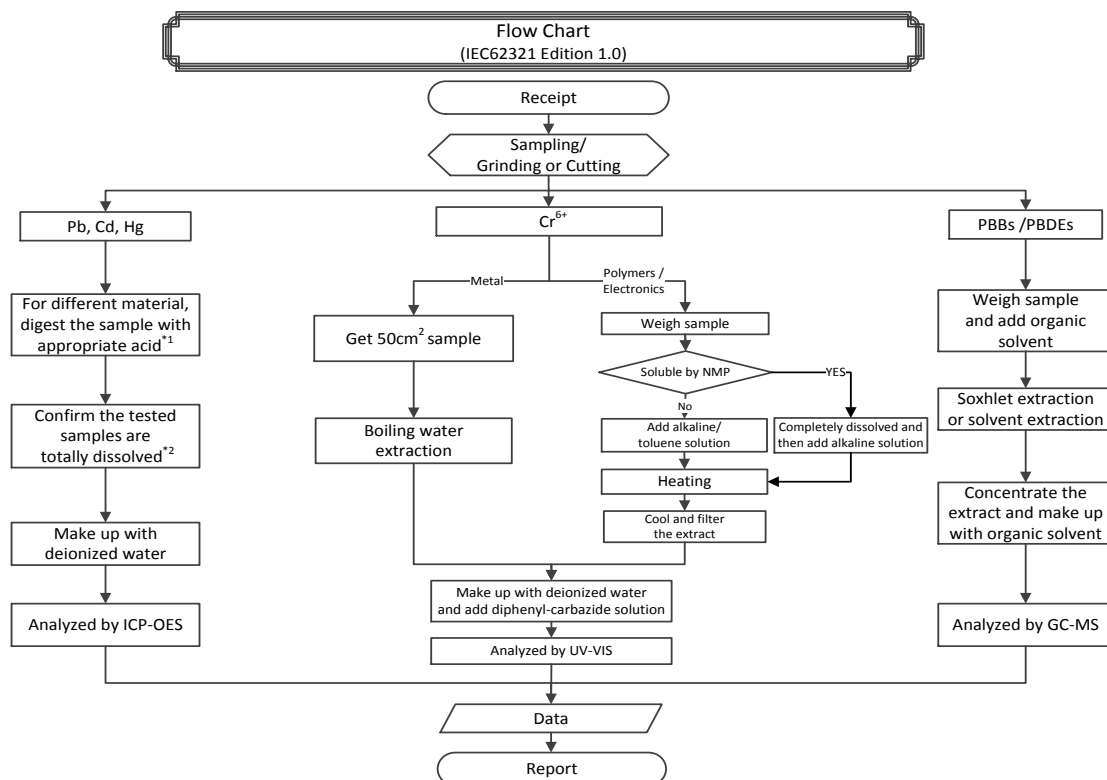 Flow Chart
(IEC62321 Edition 1.0)
Receipt
Sampling/
Grinding or Cutting
Pb, Cd, Hg
For different material,
digest the sample with
appropriate acid*1
Confirm the tested
samples are
totally dissolved*2
Make up with
deionized water
Analyzed by ICP-OES
Cr6+
Metal
Get 50cm2 sample
Boiling water
extraction
Polymers /
Electronics
Weigh sample
Soluble by NMP
YES
No
Add alkaline/
toluene solution
Completely dissolved and
then add alkaline solution
Heating
Cool and filter
the extract
Make up with deionized water
and add diphenyl-carbazide solution
Analyzed by UV-VIS
PBBs /PBDEs
Weigh sample
and add organic
solvent
Soxhlet extraction
or solvent extraction
Concentrate the
extract and make up
with organic solvent
Analyzed by GC-MS
Data
Report